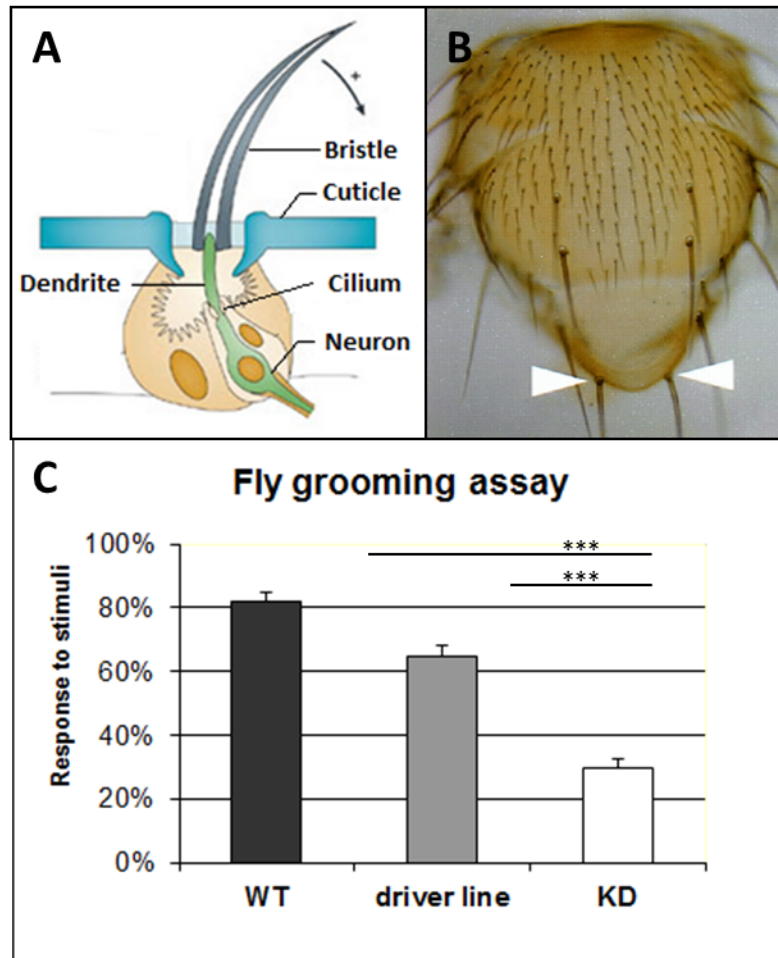 A
B
+
Bristle
Cuticle
Dendrite
Cilium
Neuron
C
Fly grooming assay
Response to stimuli
100%
80%
60%
40%
20%
0%
***
***
WT
driver line
KD